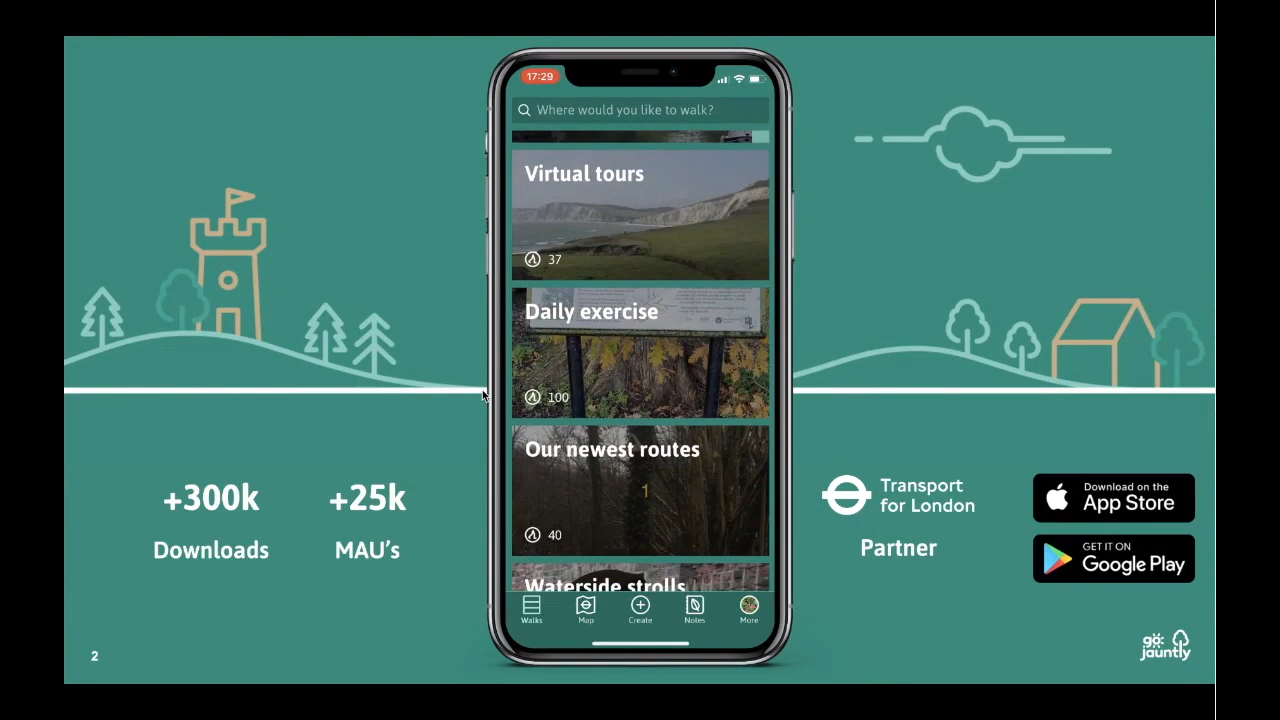 17:29
Where would you like to walk?
Virtual tours
37
Daily exercise
100
Our newest routes
1
40
Waterside strolls
Walks
Map
Create
Notes
More
+300k
Downloads
+25k
MAU's
Transport
for London
Partner
Download on the
App Store
GET IT ON
Google Play
2
go
jauntly